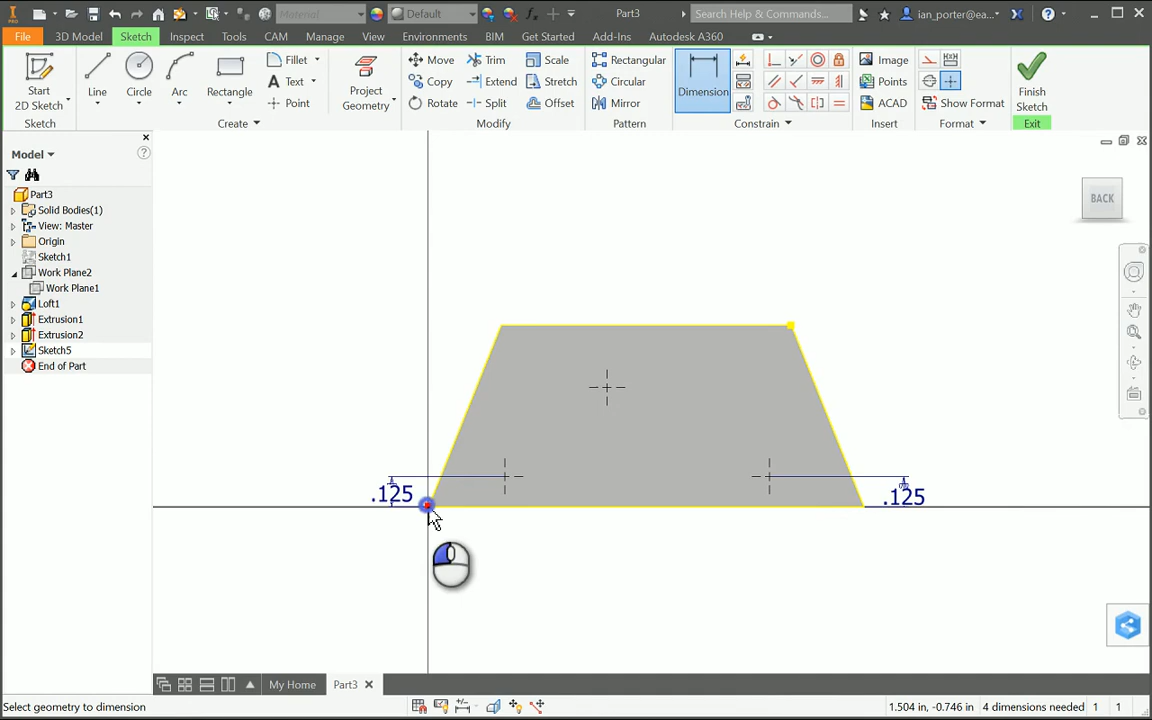 PRO Material Default Part3 Search Help & Commands... ian_porter@ea...
File 3D Model Sketch Inspect Tools CAM Manage View Environments BIM Get Started Add-Ins Autodesk A360
Start 2D Sketch Line Circle Arc Rectangle Fillet Text Point Project Geometry Move Copy Rotate Trim Extend Split Scale Stretch Offset Rectangular Circular Mirror Dimension Image Points ACAD Show Format Finish Sketch
Sketch Create Modify Pattern Constrain Insert Format Exit
Model
Part3
Solid Bodies(1)
View: Master
Origin
Sketch1
Work Plane2
Work Plane1
Loft1
Extrusion1
Extrusion2
Sketch5
End of Part
BACK
.125 .125
My Home Part3
Select geometry to dimension 1.504 in, -0.746 in 4 dimensions needed 1 1